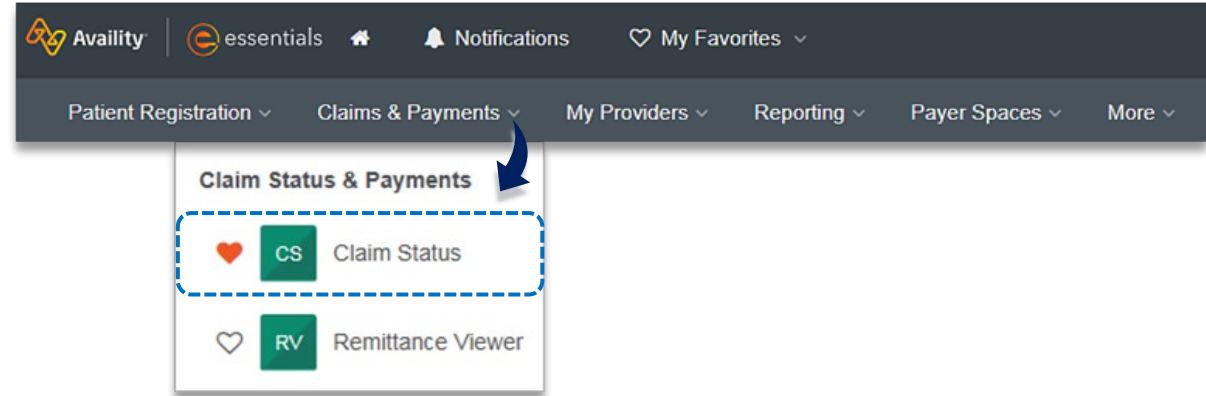 Availity essentials Notifications My Favorites
Patient Registration Claims & Payments My Providers Reporting Payer Spaces More
Claim Status & Payments
CS Claim Status
RV Remittance Viewer